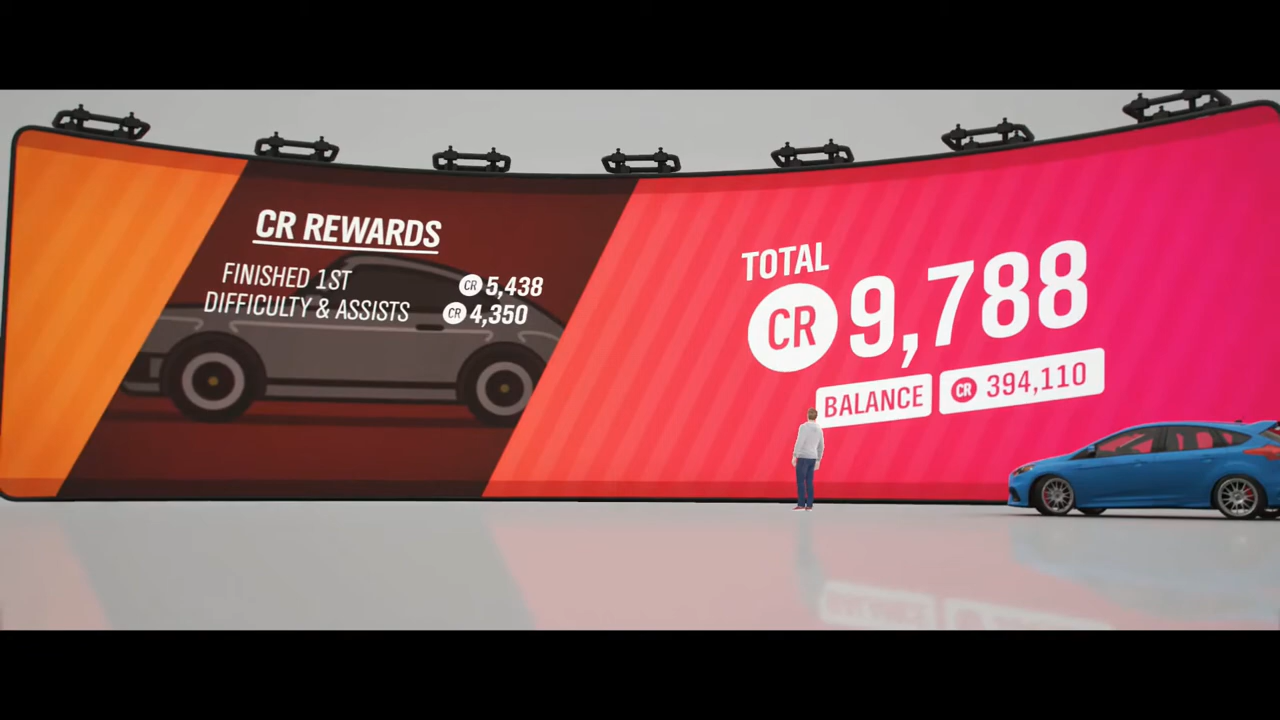 CR REWARDS
FINISHED 1ST CR 5,438
DIFFICULTY & ASSISTS CR 4,350
TOTAL
CR 9,788
BALANCE CR 394,110